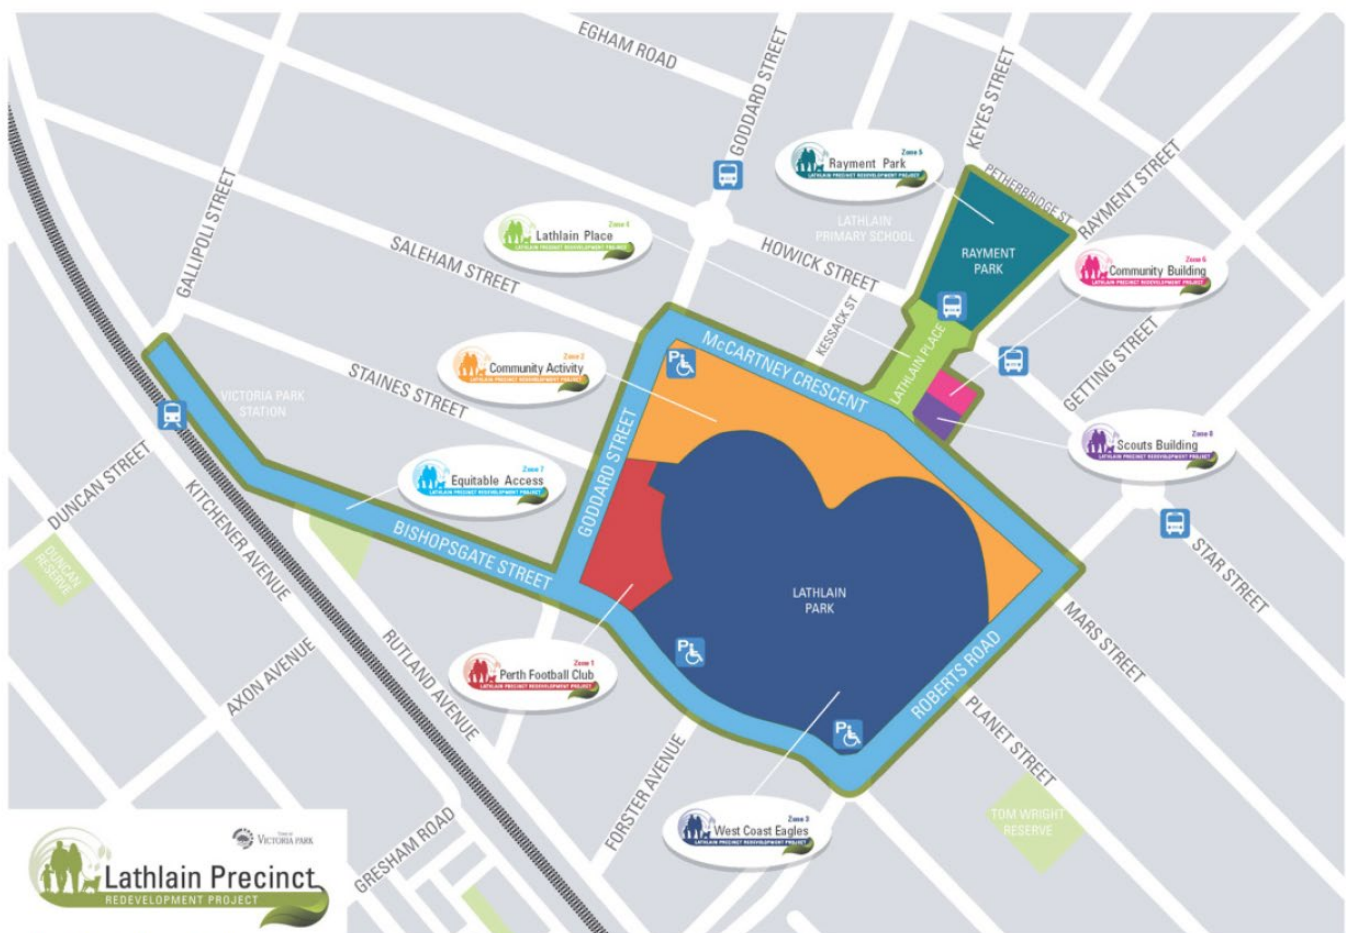 EGHAM ROAD
GODDARD STREET
KEYES STREET
Zone 5
Rayment Park
LATHLAIN PRECINCT REDEVELOPMENT PROJECT
PETHERBRIDGE ST
RAYMENT STREET
GALLIPOLI STREET
Zone 4
Lathlain Place
LATHLAIN PRECINCT REDEVELOPMENT PROJECT
LATHLAIN
PRIMARY SCHOOL
SALEHAM STREET
HOWICK STREET
RAYMENT
PARK
Zone 6
Community Building
LATHLAIN PRECINCT REDEVELOPMENT PROJECT
KESSACK ST
McCARTNEY CRESCENT
LATHLAIN PLACE
GETTING STREET
P
Zone 2
Community Activity
LATHLAIN PRECINCT REDEVELOPMENT PROJECT
STAINES STREET
VICTORIA PARK
STATION
GODDARD STREET
Zone 8
Scouts Building
LATHLAIN PRECINCT REDEVELOPMENT PROJECT
Zone 7
Equitable Access
LATHLAIN PRECINCT REDEVELOPMENT PROJECT
DUNCAN STREET
KITCHENER AVENUE
BISHOPSGATE STREET
DUNCAN
RESERVE
STAR STREET
LATHLAIN
PARK
MARS STREET
P
Zone 1
Perth Football Club
LATHLAIN PRECINCT REDEVELOPMENT PROJECT
AXON AVENUE
RUTLAND AVENUE
ROBERTS ROAD
P
PLANET STREET
FORSTER AVENUE
Zone 3
West Coast Eagles
LATHLAIN PRECINCT REDEVELOPMENT PROJECT
TOM WRIGHT
RESERVE
GRESHAM ROAD
VICTORIA PARK
Lathlain Precinct
REDEVELOPMENT PROJECT